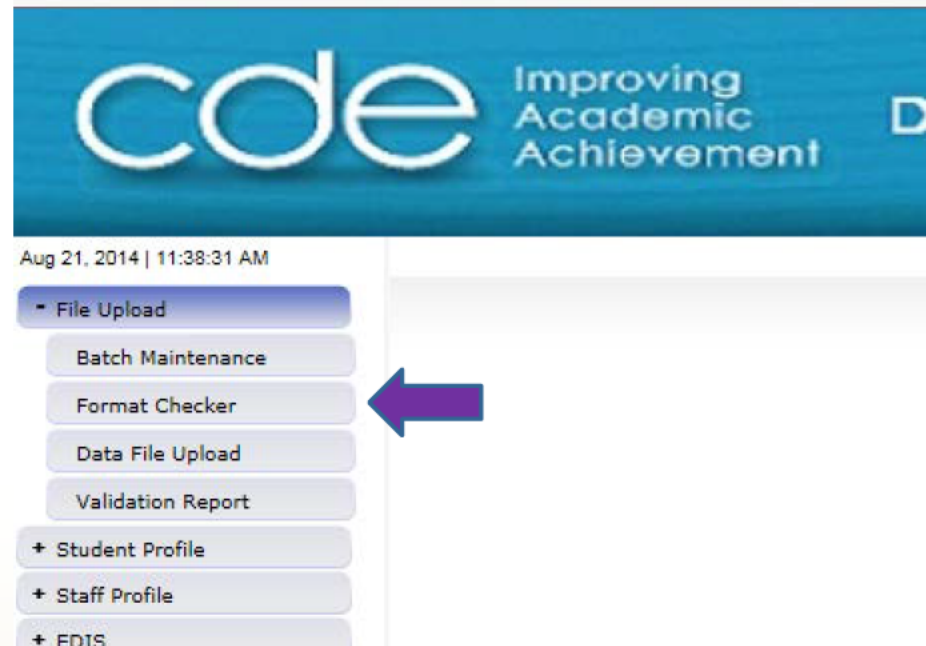 cde
Improving
Academic
Achievement
D
Aug 21, 2014 | 11:38:31 AM
- File Upload
Batch Maintenance
Format Checker
Data File Upload
Validation Report
+ Student Profile
+ Staff Profile
+ EDIS